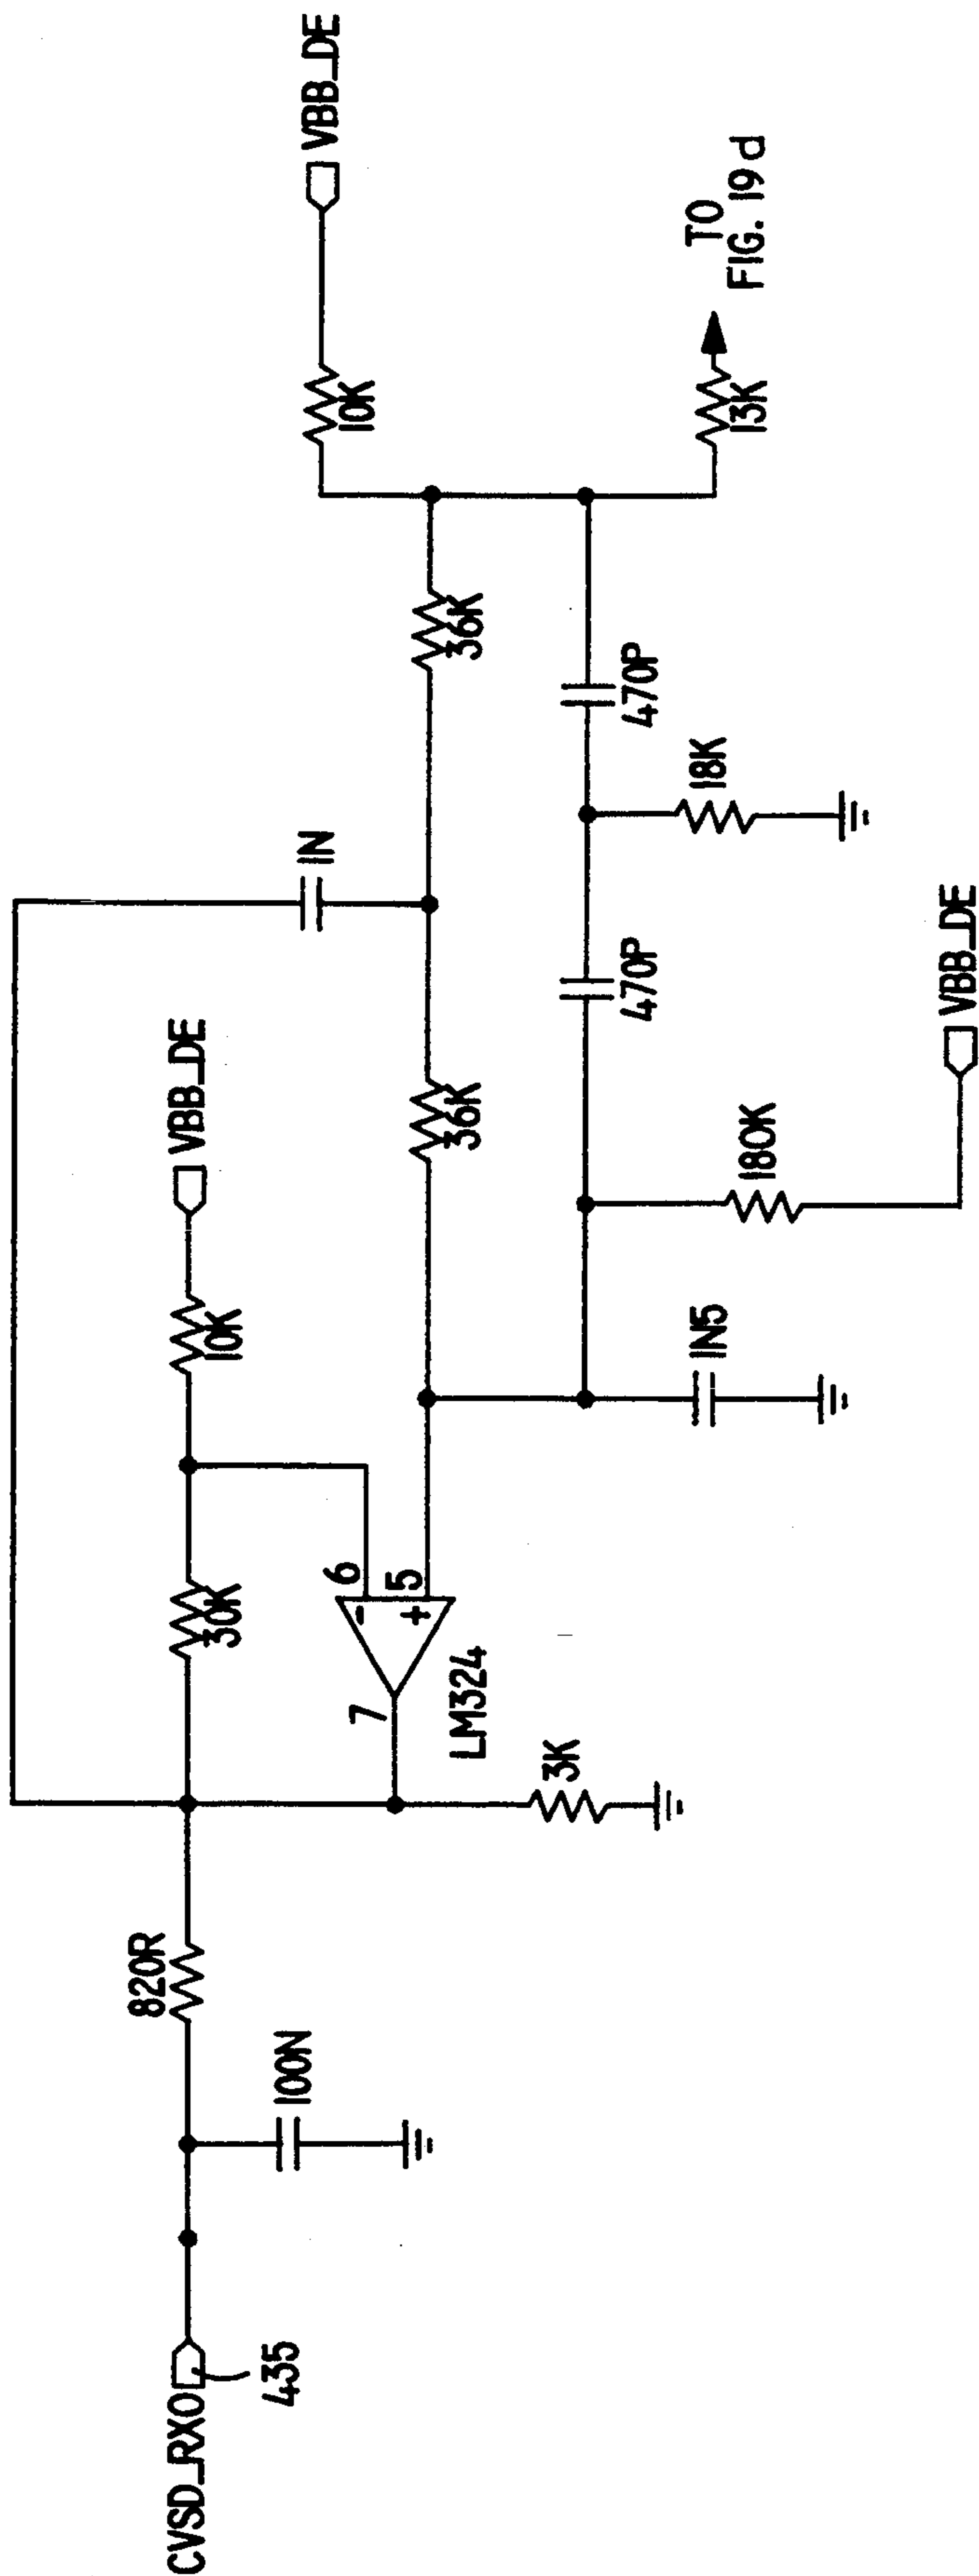 VBB_DE
10K
TO
FIG. 19d
13K
36K
470P
18K
1N
VBB_DE
36K
470P
180K
VBB_DE
10K
1N5
30K
6
5
-
+
7
LM324
3K
820R
100N
CVSD_RXO
435